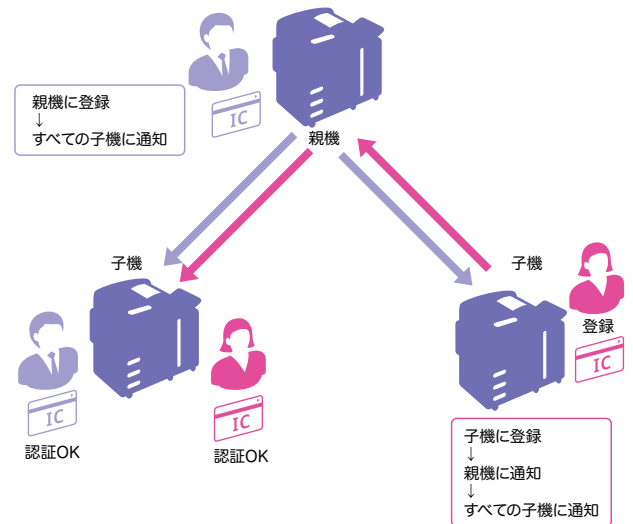 IC
親機に登録
↓
すべての子機に通知
親機
子機
子機
登録
IC
IC
認証OK
IC
認証OK
子機に登録
↓
親機に通知
↓
すべての子機に通知